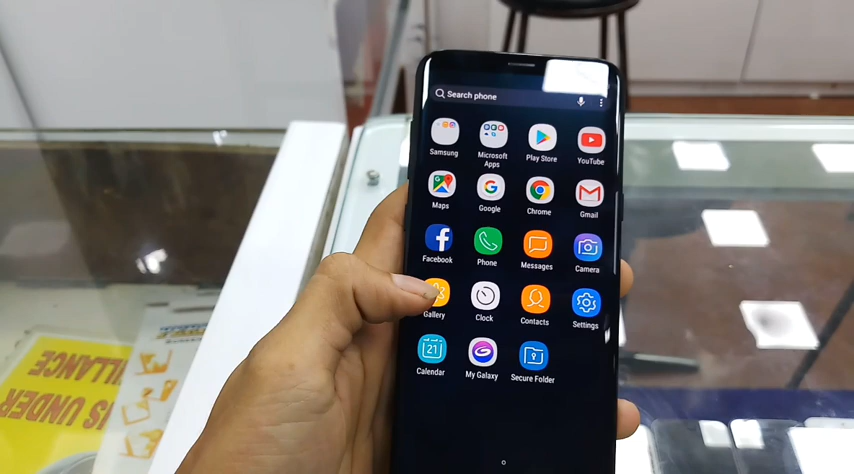 Search phone
Samsung
Microsoft
Apps
Play Store
YouTube
Maps
Google
Chrome
Gmail
Facebook
Phone
Messages
Camera
Gallery
Clock
Contacts
Settings
21
Calendar
My Galaxy
Secure Folder
IS UNDER
ILLANCE